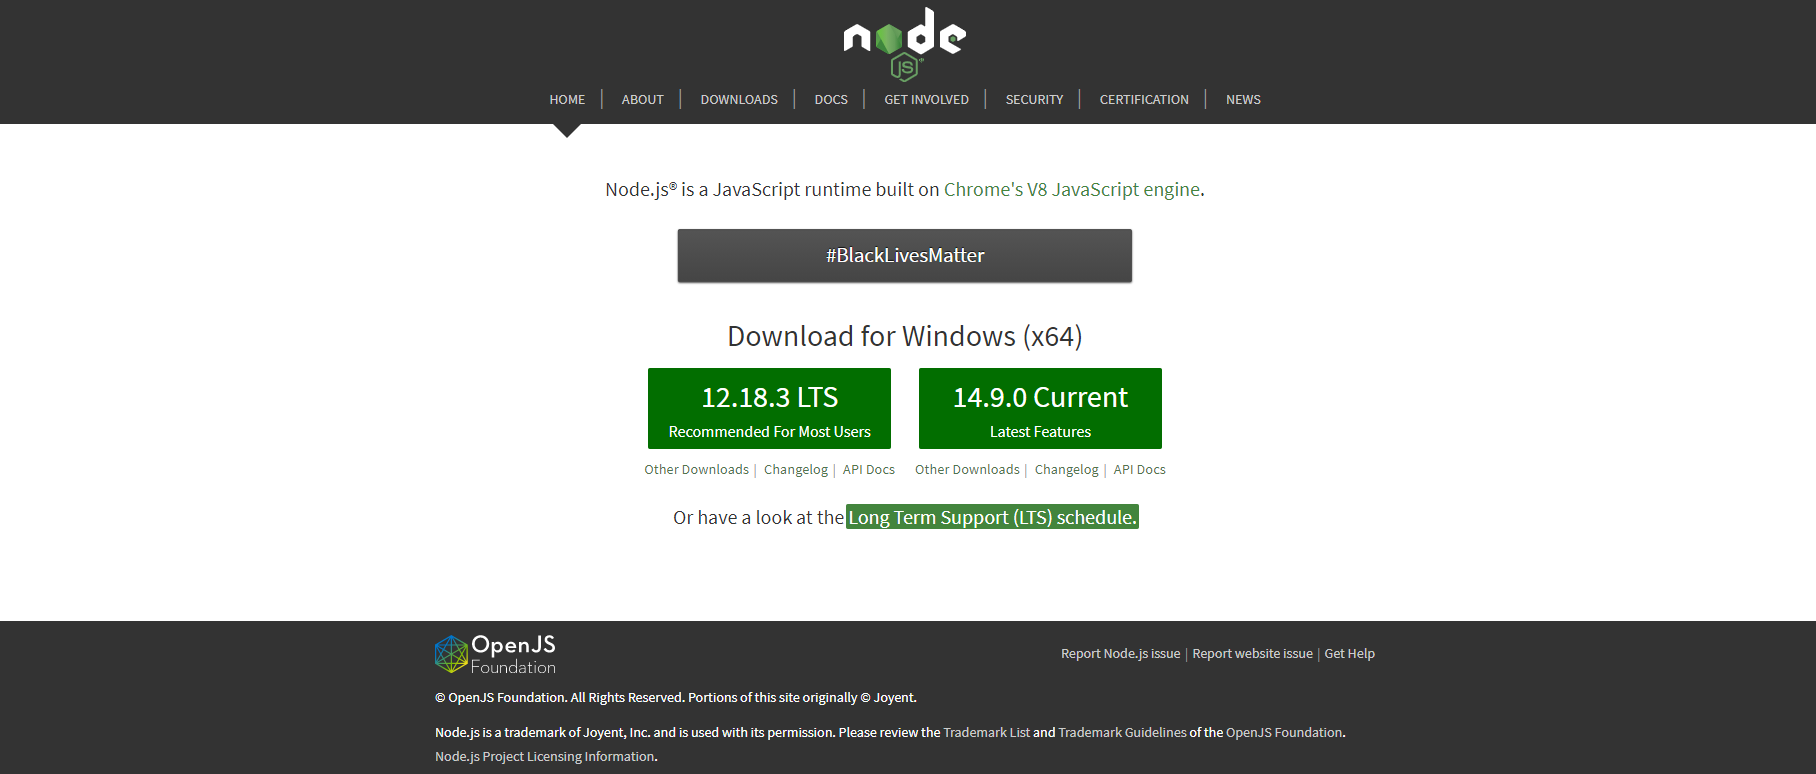 node
JS
HOME | ABOUT | DOWNLOADS | DOCS | GET INVOLVED | SECURITY | CERTIFICATION | NEWS
Node.js® is a JavaScript runtime built on Chrome's V8 JavaScript engine.
#BlackLivesMatter
Download for Windows (x64)
12.18.3 LTS
Recommended For Most Users
14.9.0 Current
Latest Features
Other Downloads | Changelog | API Docs
Other Downloads | Changelog | API Docs
Or have a look at the Long Term Support (LTS) schedule.
OpenJS
Foundation
Report Node.js issue | Report website issue | Get Help
© OpenJS Foundation. All Rights Reserved. Portions of this site originally © Joyent.
Node.js is a trademark of Joyent, Inc. and is used with its permission. Please review the Trademark List and Trademark Guidelines of the OpenJS Foundation.
Node.js Project Licensing Information.